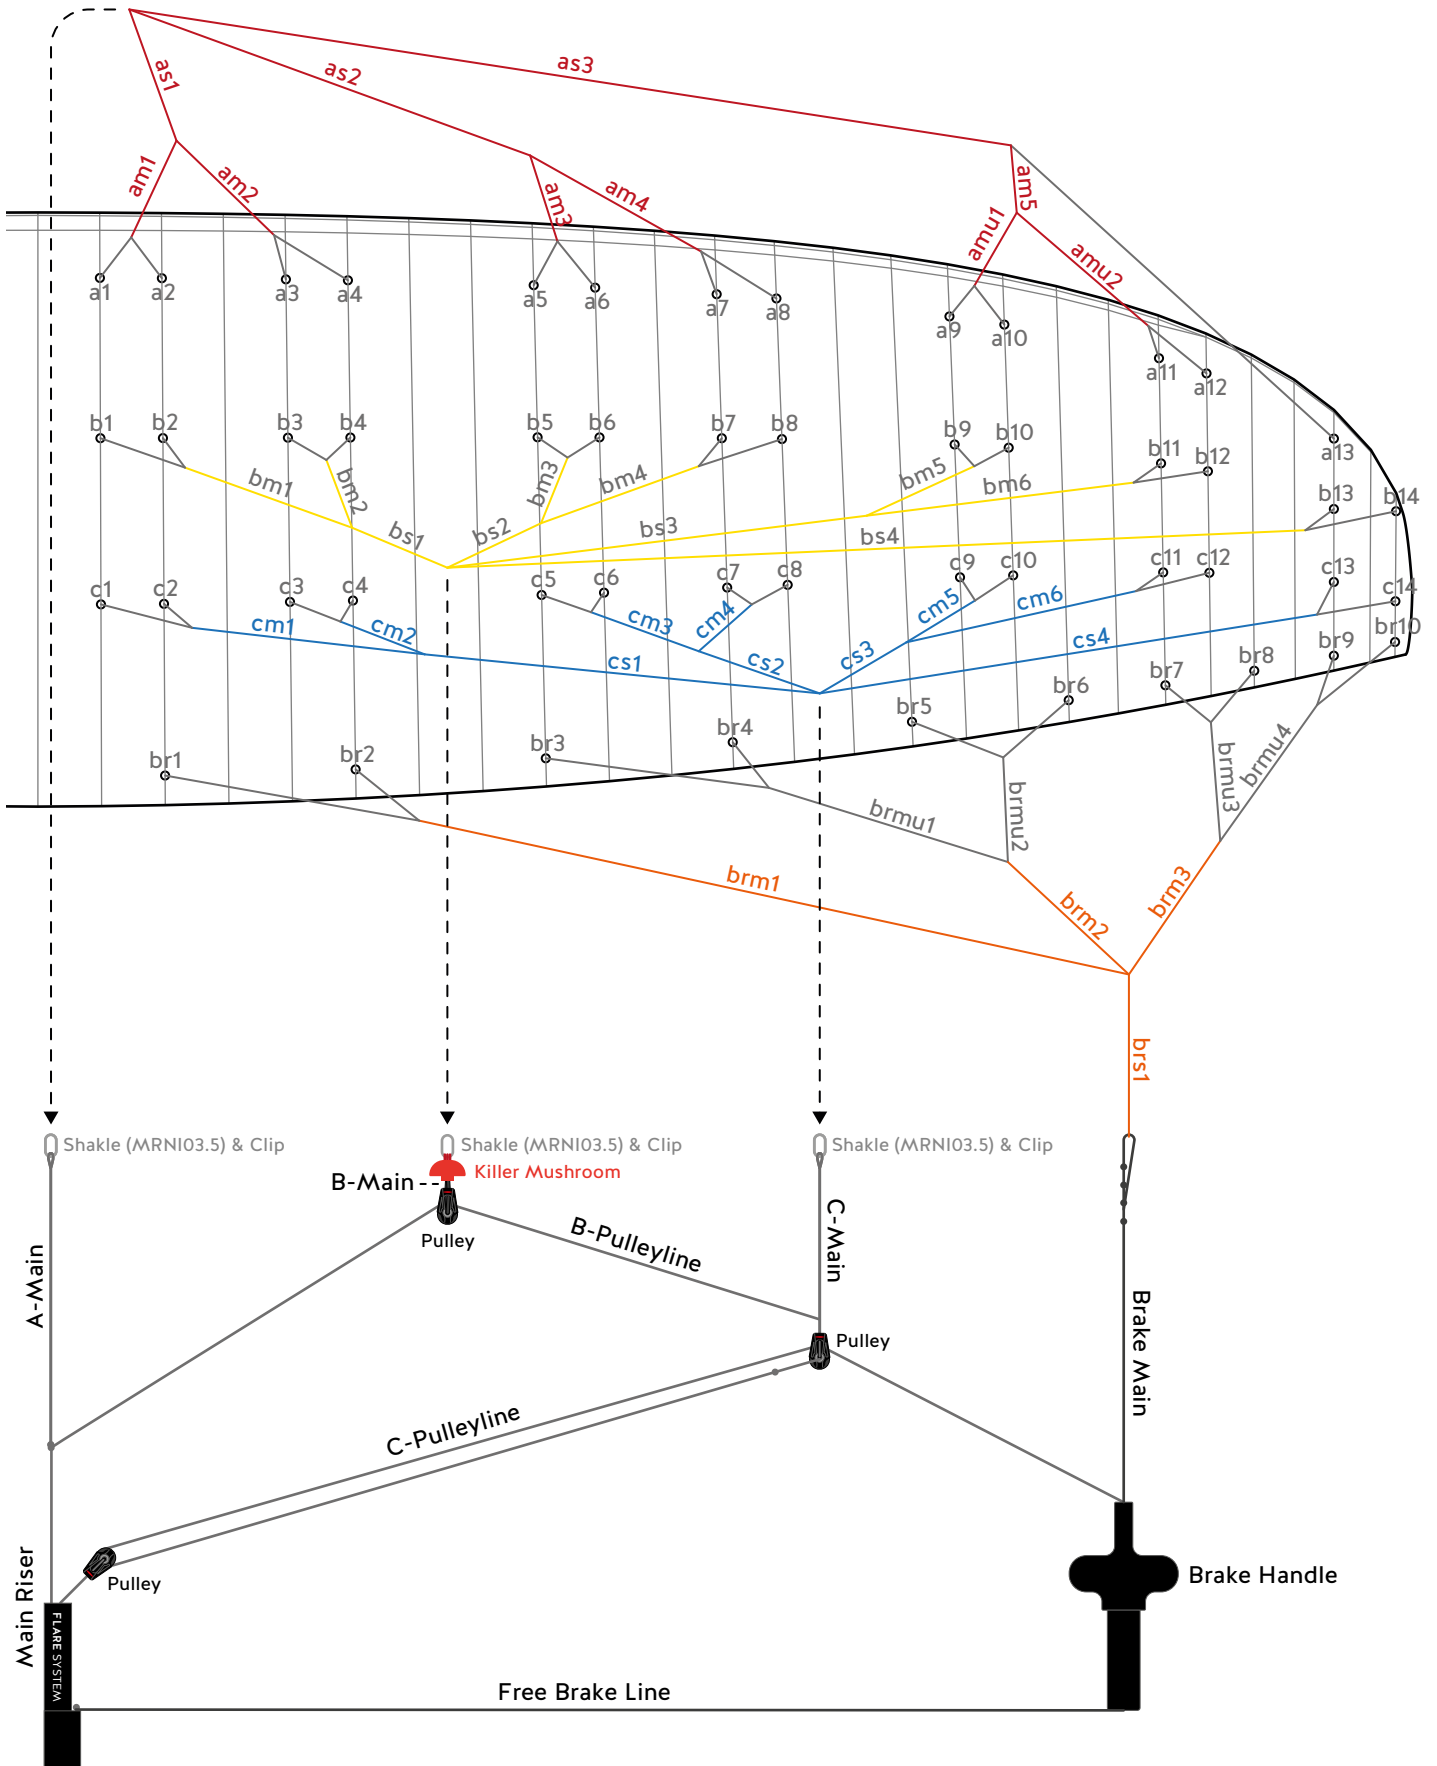 as1
as2
as3
am1
am2
am3
am4
am5
amu1
amu2
a1
a2
a3
a4
a5
a6
a7
a8
a9
a10
a11
a12
a13
b1
b2
b3
b4
b5
b6
b7
b8
b9
b10
b11
b12
b13
b14
bm1
bm2
bm3
bm4
bm5
bm6
bs1
bs2
bs3
bs4
c1
c2
c3
c4
c5
c6
c7
c8
c9
c10
c11
c12
c13
c14
cm1
cm2
cm3
cm4
cm5
cm6
cs1
cs2
cs3
cs4
br1
br2
br3
br4
br5
br6
br7
br8
br9
br10
brmu1
brmu2
brmu3
brmu4
brm1
brm2
brm3
brs1
Shakle (MRNI03.5) & Clip
Shakle (MRNI03.5) & Clip
Shakle (MRNI03.5) & Clip
Killer Mushroom
B-Main
Pulley
B-Pulleyline
C-Main
A-Main
Brake Main
Pulley
C-Pulleyline
Pulley
Main Riser
FLARE SYSTEM
Brake Handle
Free Brake Line